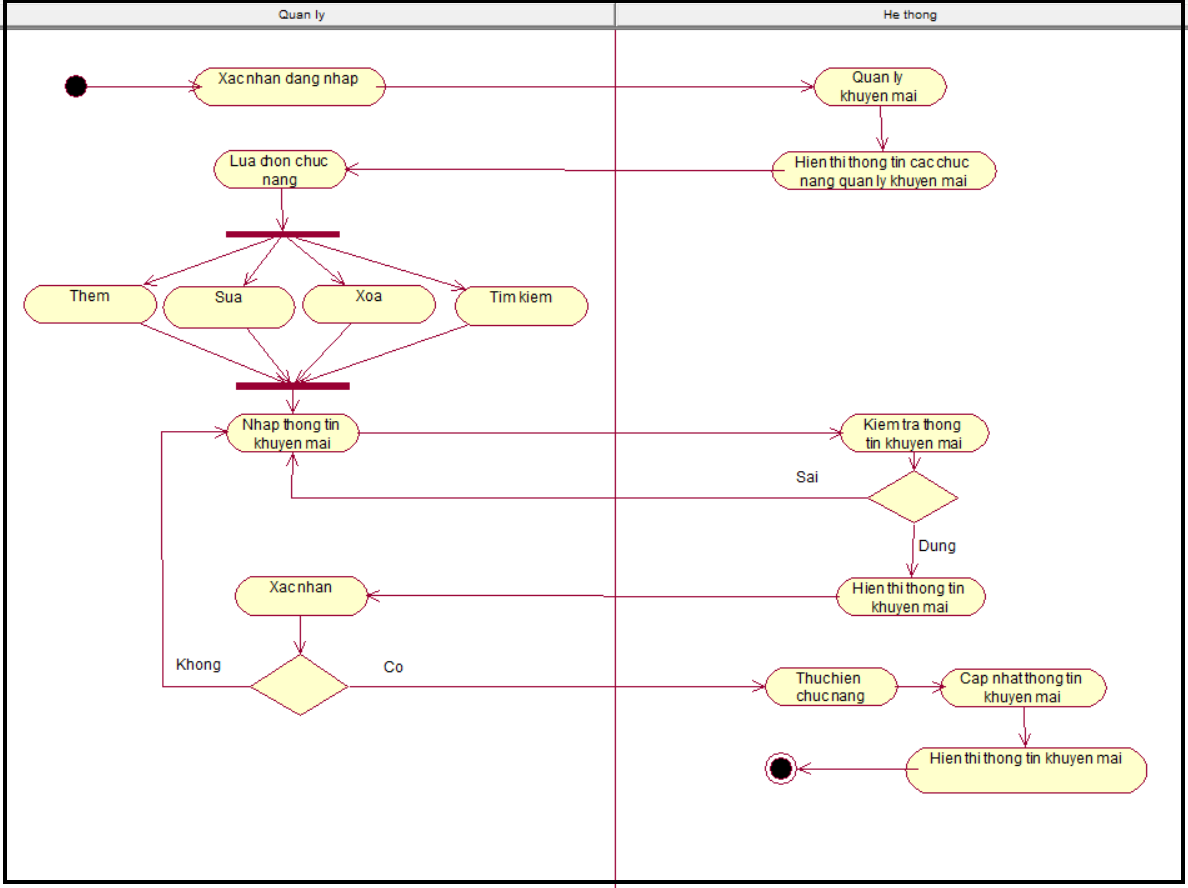 Quan ly
He thong
Xac nhan dang nhap
Quan ly
khuyen mai
Lua chon chuc
nang
Hien thi thong tin cac chuc
nang quan ly khuyen mai
Them
Sua
Xoa
Tim kiem
Nhap thong tin
khuyen mai
Kiem tra thong
tin khuyen mai
Sai
Dung
Xac nhan
Hien thi thong tin
khuyen mai
Khong
Co
Thuc hien
chuc nang
Cap nhat thong tin
khuyen mai
Hien thi thong tin khuyen mai